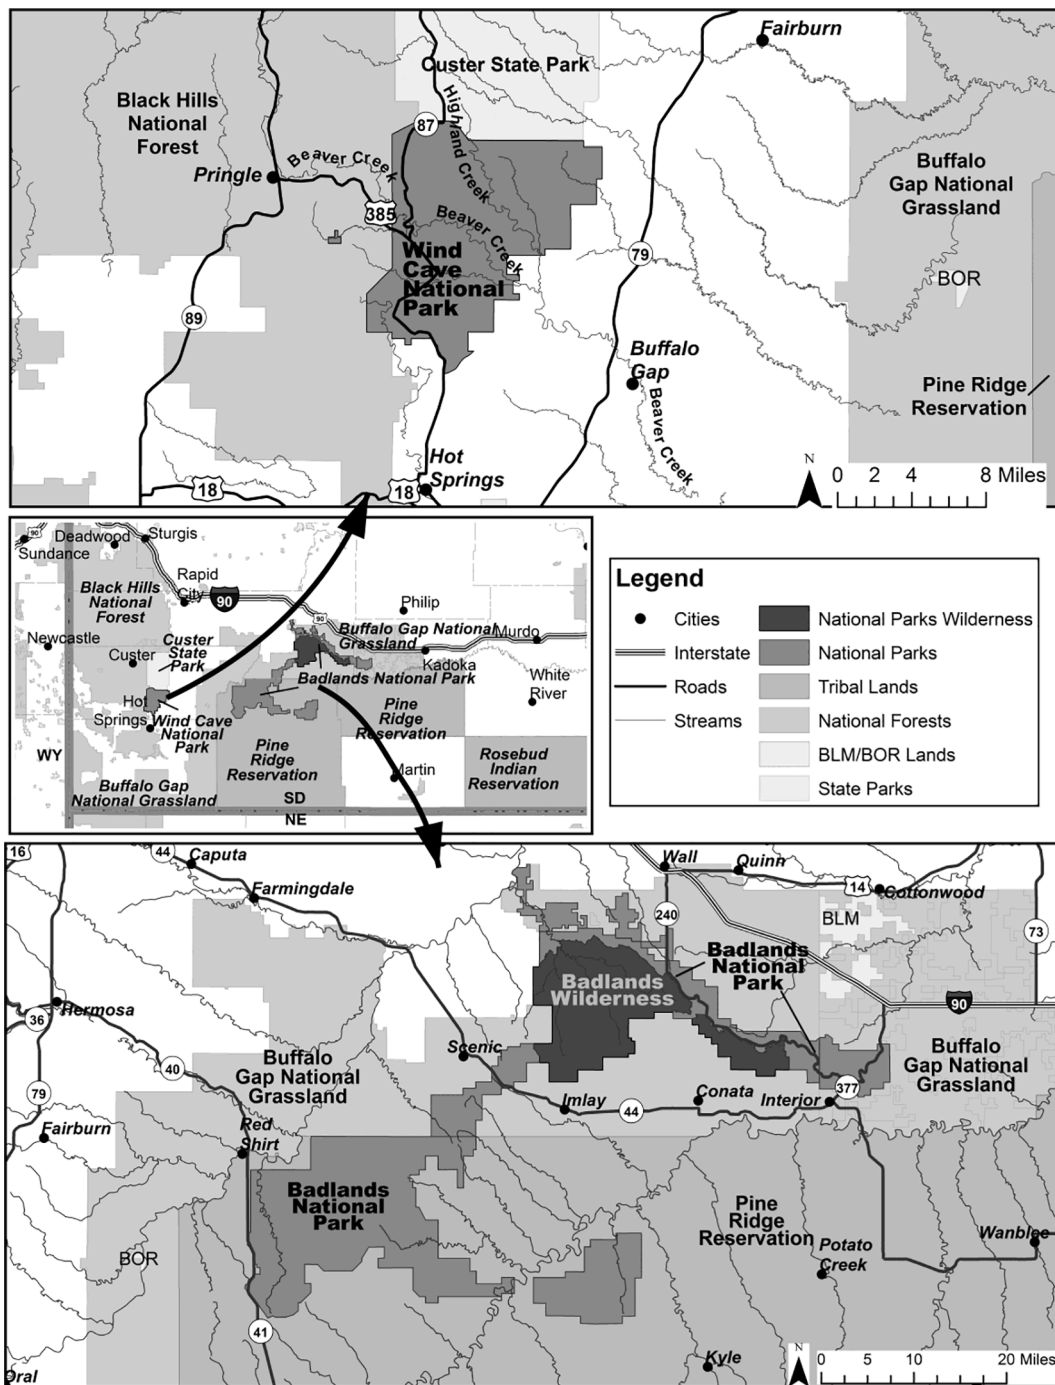 Fairburn
Custer State Park
Black Hills
National
Forest
87
Highland Creek
Beaver Creek
Pringle
385
Beaver Creek
Buffalo
Gap National
Grassland
Wind
Cave
National
Park
79
BOR
89
Buffalo
Gap
Beaver Creek
Pine Ridge
Reservation
Hot
Springs
18
18
N
0 2 4 8 Miles
90
Deadwood
Sturgis
Sundance
Rapid
City
90
Black Hills
National
Forest
Philip
90
Buffalo Gap National
Grassland
Murdo
Newcastle
Custer
State
Park
Custer
Kadoka
Badlands National Park
White
River
Hot
Springs
Wind Cave
National
Park
Pine
Ridge
Reservation
WY
Pine
Ridge
Reservation
Rosebud
Indian
Reservation
Martin
Buffalo Gap
National Grassland
SD
NE
Legend
Cities
Interstate
Roads
Streams
National Parks Wilderness
National Parks
Tribal Lands
National Forests
BLM/BOR Lands
State Parks
16
44
Caputa
Wall
Quinn
Farmingdale
14
Cottonwood
240
BLM
73
Badlands
National
Park
Badlands
Wilderness
90
Hermosa
36
Scenic
Buffalo
Gap National
Grassland
Buffalo
Gap National
Grassland
40
79
377
Conata
Interior
Imlay
44
Fairburn
Red
Shirt
Badlands
National
Park
Pine
Ridge
Reservation
Wanblee
Potato
Creek
BOR
41
Kyle
Oral
N
0 5 10 20 Miles